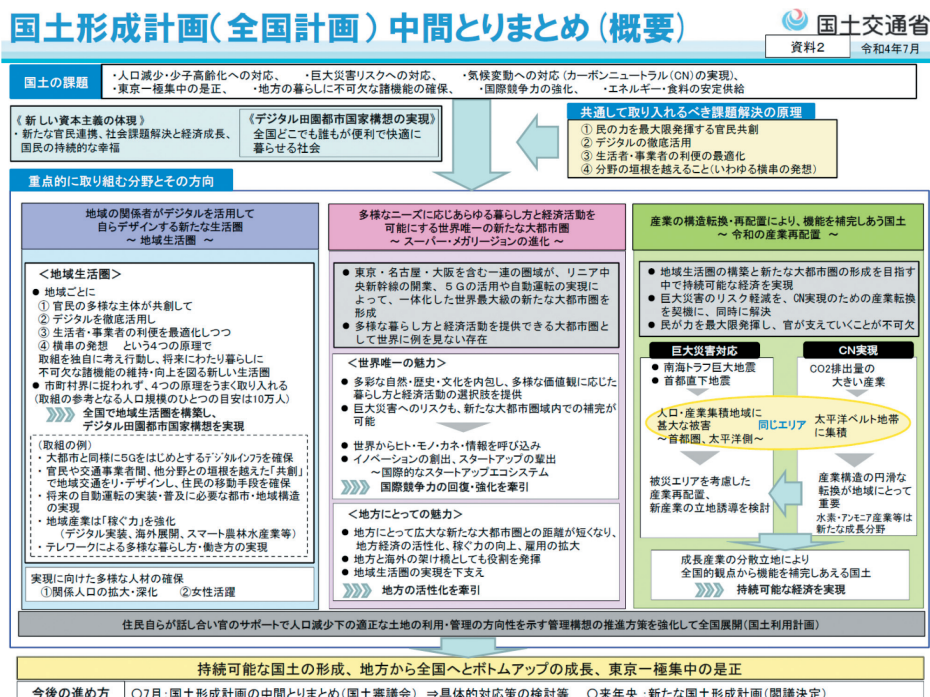 国土形成計画(全国計画) 中間とりまとめ(概要)
国土交通省
資料2
令和4年7月
国土の課題
・人口減少・少子高齢化への対応、 ・巨大災害リスクへの対応、 ・気候変動への対応(カーボンニュートラル(CN)の実現)、
・東京一極集中の是正、 ・地方の暮らしに不可欠な諸機能の確保、 ・国際競争力の強化、 ・エネルギー・食料の安定供給
《 新しい資本主義の体現 》
・新たな官民連携、社会課題解決と経済成長、
国民の持続的な幸福
《デジタル田園都市国家構想の実現》
全国どこでも誰もが便利で快適に
暮らせる社会
共通して取り入れるべき課題解決の原理
① 民の力を最大限発揮する官民共創
② デジタルの徹底活用
③ 生活者・事業者の利便の最適化
④ 分野の垣根を越えること(いわゆる横串の発想)
重点的に取り組む分野とその方向
地域の関係者がデジタルを活用して
自らデザインする新たな生活圏
～ 地域生活圏 ～
＜地域生活圏＞
● 地域ごとに
① 官民の多様な主体が共創して
② デジタルを徹底活用し
③ 生活者・事業者の利便を最適化しつつ
④ 横串の発想 という4つの原理で
取組を独自に考え行動し、将来にわたり暮らしに
不可欠な諸機能の維持・向上を図る新しい生活圏
● 市町村界に捉われず、4つの原理をうまく取り入れる
(取組の参考となる人口規模のひとつの目安は10万人)
全国で地域生活圏を構築し、
デジタル田園都市国家構想を実現
(取組の例)
・ 大都市と同様に5Gをはじめとするデジタルインフラを確保
・ 官民や交通事業者間、他分野との垣根を越えた「共創」
で地域交通をリ・デザインし、住民の移動手段を確保
・ 将来の自動運転の実装・普及に必要な都市・地域構造
の実現
・ 地域産業は「稼ぐ力」を強化
(デジタル実装、海外展開、スマート農林水産業等)
・ テレワークによる多様な暮らし方・働き方の実現
実現に向けた多様な人材の確保
①関係人口の拡大・深化 ②女性活躍
多様なニーズに応じあらゆる暮らし方と経済活動を
可能にする世界唯一の新たな大都市圏
～ スーパー・メガリージョンの進化 ～
● 東京・名古屋・大阪を含む一連の圏域が、リニア中
央新幹線の開業、5Gの活用や自動運転の実現に
よって、一体化した世界最大級の新たな大都市圏を
形成
● 多様な暮らし方と経済活動を提供できる大都市圏と
して世界に例を見ない存在
＜世界唯一の魅力＞
● 多彩な自然・歴史・文化を内包し、多様な価値観に応じた
暮らし方と経済活動の選択肢を提供
● 巨大災害へのリスクも、新たな大都市圏域内での補完が
可能
● 世界からヒト・モノ・カネ・情報を呼び込み
● イノベーションの創出、スタートアップの輩出
～国際的なスタートアップエコシステム
国際競争力の回復・強化を牽引
＜地方にとっての魅力＞
● 地方にとって広大な新たな大都市圏との距離が短くなり、
地方経済の活性化、稼ぐ力の向上、雇用の拡大
● 地方と海外の架け橋としても役割を発揮
● 地域生活圏の実現を下支え
地方の活性化を牽引
産業の構造転換・再配置により、機能を補完しあう国土
～ 令和の産業再配置 ～
● 地域生活圏の構築と新たな大都市圏の形成を目指す
中で持続可能な経済を実現
● 巨大災害のリスク軽減を、CN実現のための産業転換
を契機に、同時に解決
● 民が力を最大限発揮し、官が支えていくことが不可欠
巨大災害対応
● 南海トラフ巨大地震
● 首都直下地震
CN実現
CO2排出量の
大きい産業
人口・産業集積地域に
甚大な被害
～首都圏、太平洋側～
同じエリア
太平洋ベルト地帯
に集積
被災エリアを考慮した
産業再配置、
新産業の立地誘導を検討
産業構造の円滑な
転換が地域にとって
重要
水素・アンモニア産業等は
新たな成長分野
成長産業の分散立地により
全国的観点から機能を補完しあえる国土
持続可能な経済を実現
住民自らが話し合い官のサポートで人口減少下の適正な土地の利用・管理の方向性を示す管理構想の推進方策を強化して全国展開(国土利用計画)
持続可能な国土の形成、地方から全国へとボトムアップの成長、東京一極集中の是正
今後の進め方
○7月:国土形成計画の中間とりまとめ(国土審議会) ⇒具体的対応策の検討等 ○来年央:新たな国土形成計画(閣議決定)